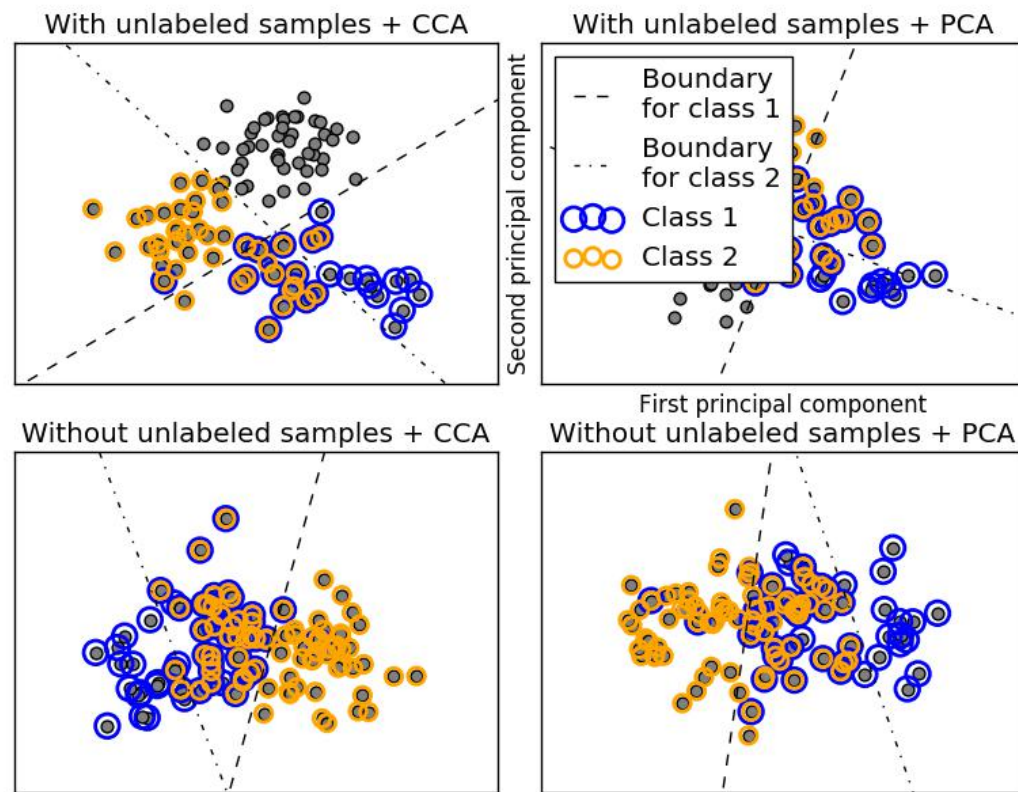 With unlabeled samples + CCA
With unlabeled samples + PCA
Second principal component
Boundary
for class 1
Boundary
for class 2
Class 1
Class 2
First principal component
Without unlabeled samples + CCA
Without unlabeled samples + PCA